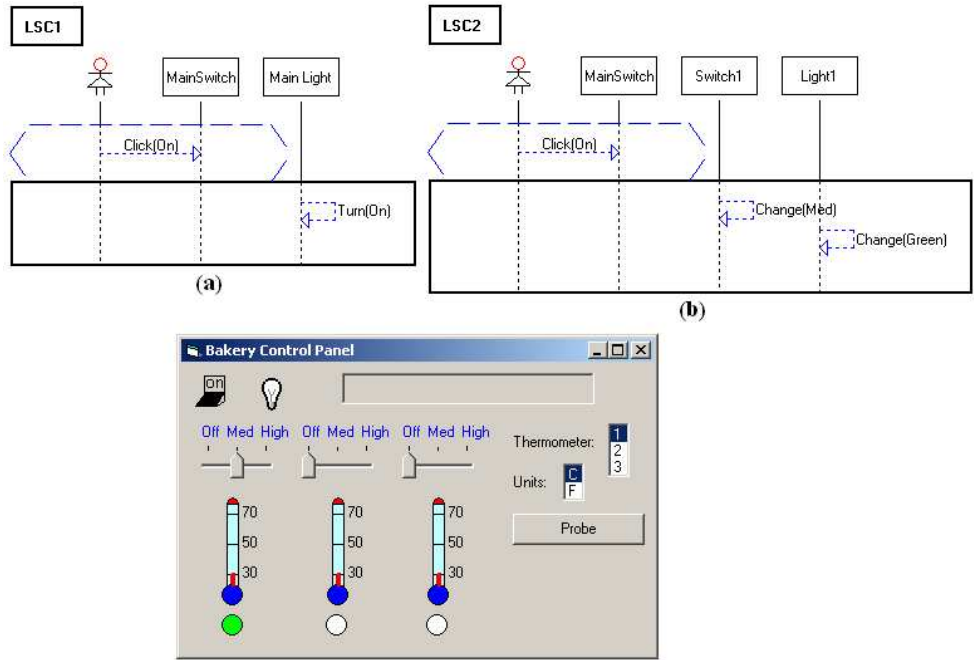 LSC1
MainSwitch
Main Light
Click(On)
Turn(On)
(a)
LSC2
MainSwitch
Switch1
Light1
Click(On)
Change(Med)
Change(Green)
(b)
Bakery Control Panel
on
Off Med High
Off Med High
Off Med High
Thermometer:
1
2
3
Units:
C
F
Probe
70
50
30
70
50
30
70
50
30